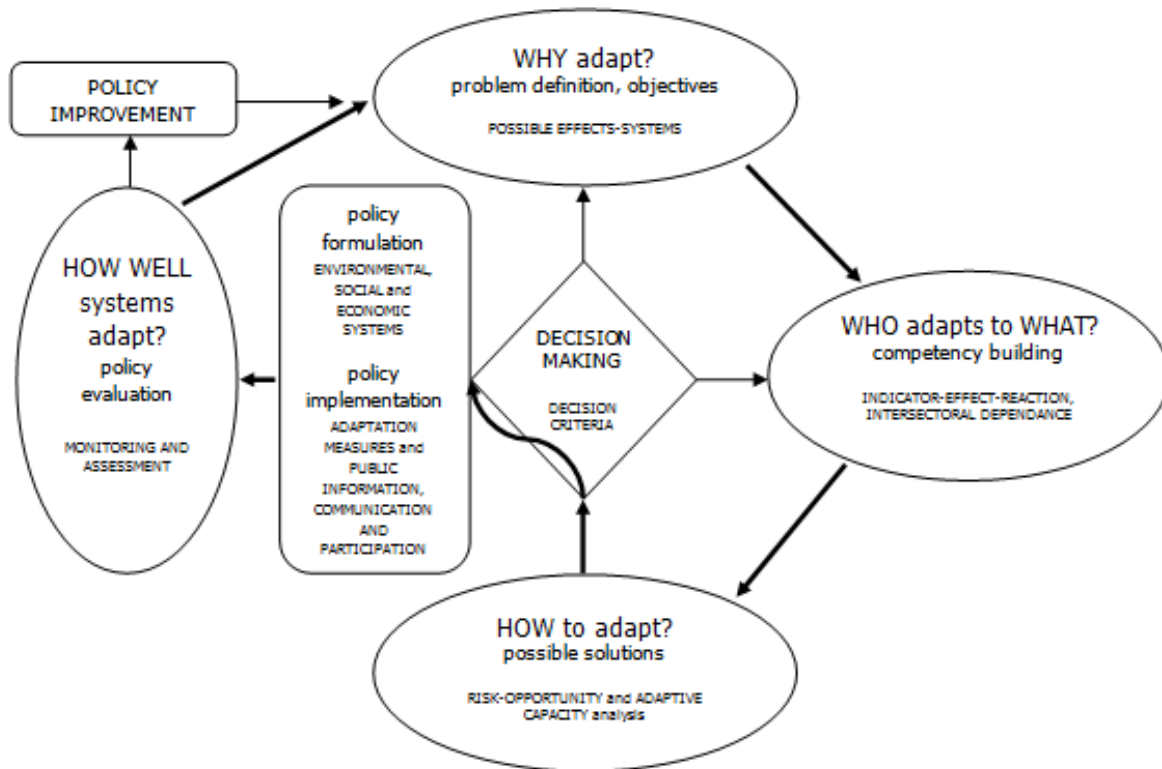 POLICY
IMPROVEMENT
WHY adapt?
problem definition, objectives
POSSIBLE EFFECTS-SYSTEMS
HOW WELL
systems
adapt?
policy
evaluation
MONITORING AND
ASSESSMENT
policy
formulation
ENVIRONMENTAL,
SOCIAL and
ECONOMIC
SYSTEMS
policy
implementation
ADAPTATION
MEASURES and
PUBLIC
INFORMATION,
COMMUNICATION
AND
PARTICIPATION
DECISION
MAKING
DECISION
CRITERIA
WHO adapts to WHAT?
competency building
INDICATOR-EFFECT-REACTION,
INTERSECTORAL DEPENDANCE
HOW to adapt?
possible solutions
RISK-OPPORTUNITY and ADAPTIVE
CAPACITY analysis